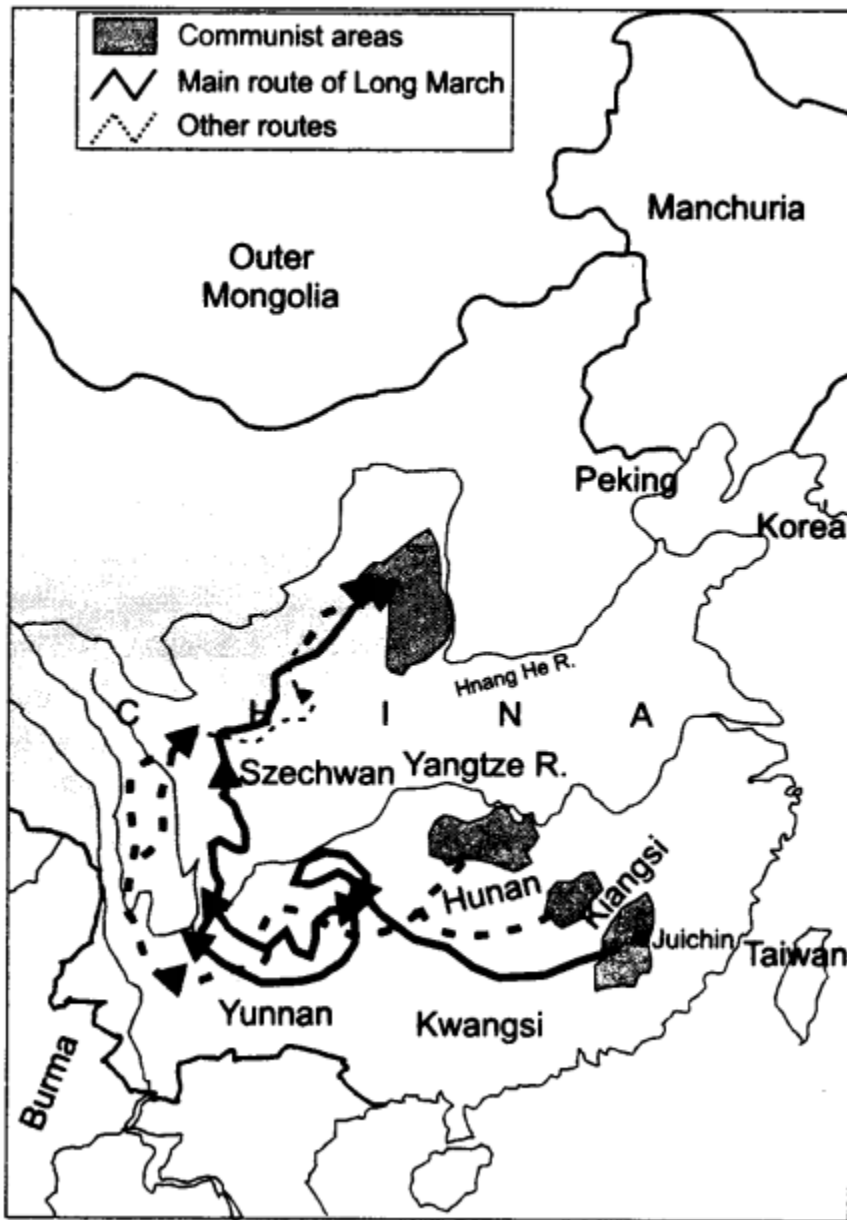 Communist areas
Main route of Long March
Other routes
Manchuria
Outer
Mongolia
Peking
Korea
Hnang He R.
C H I N A
Szechwan Yangtze R.
Hunan
Kiangsi
Juichin
Taiwan
Yunnan
Kwangsi
Burma